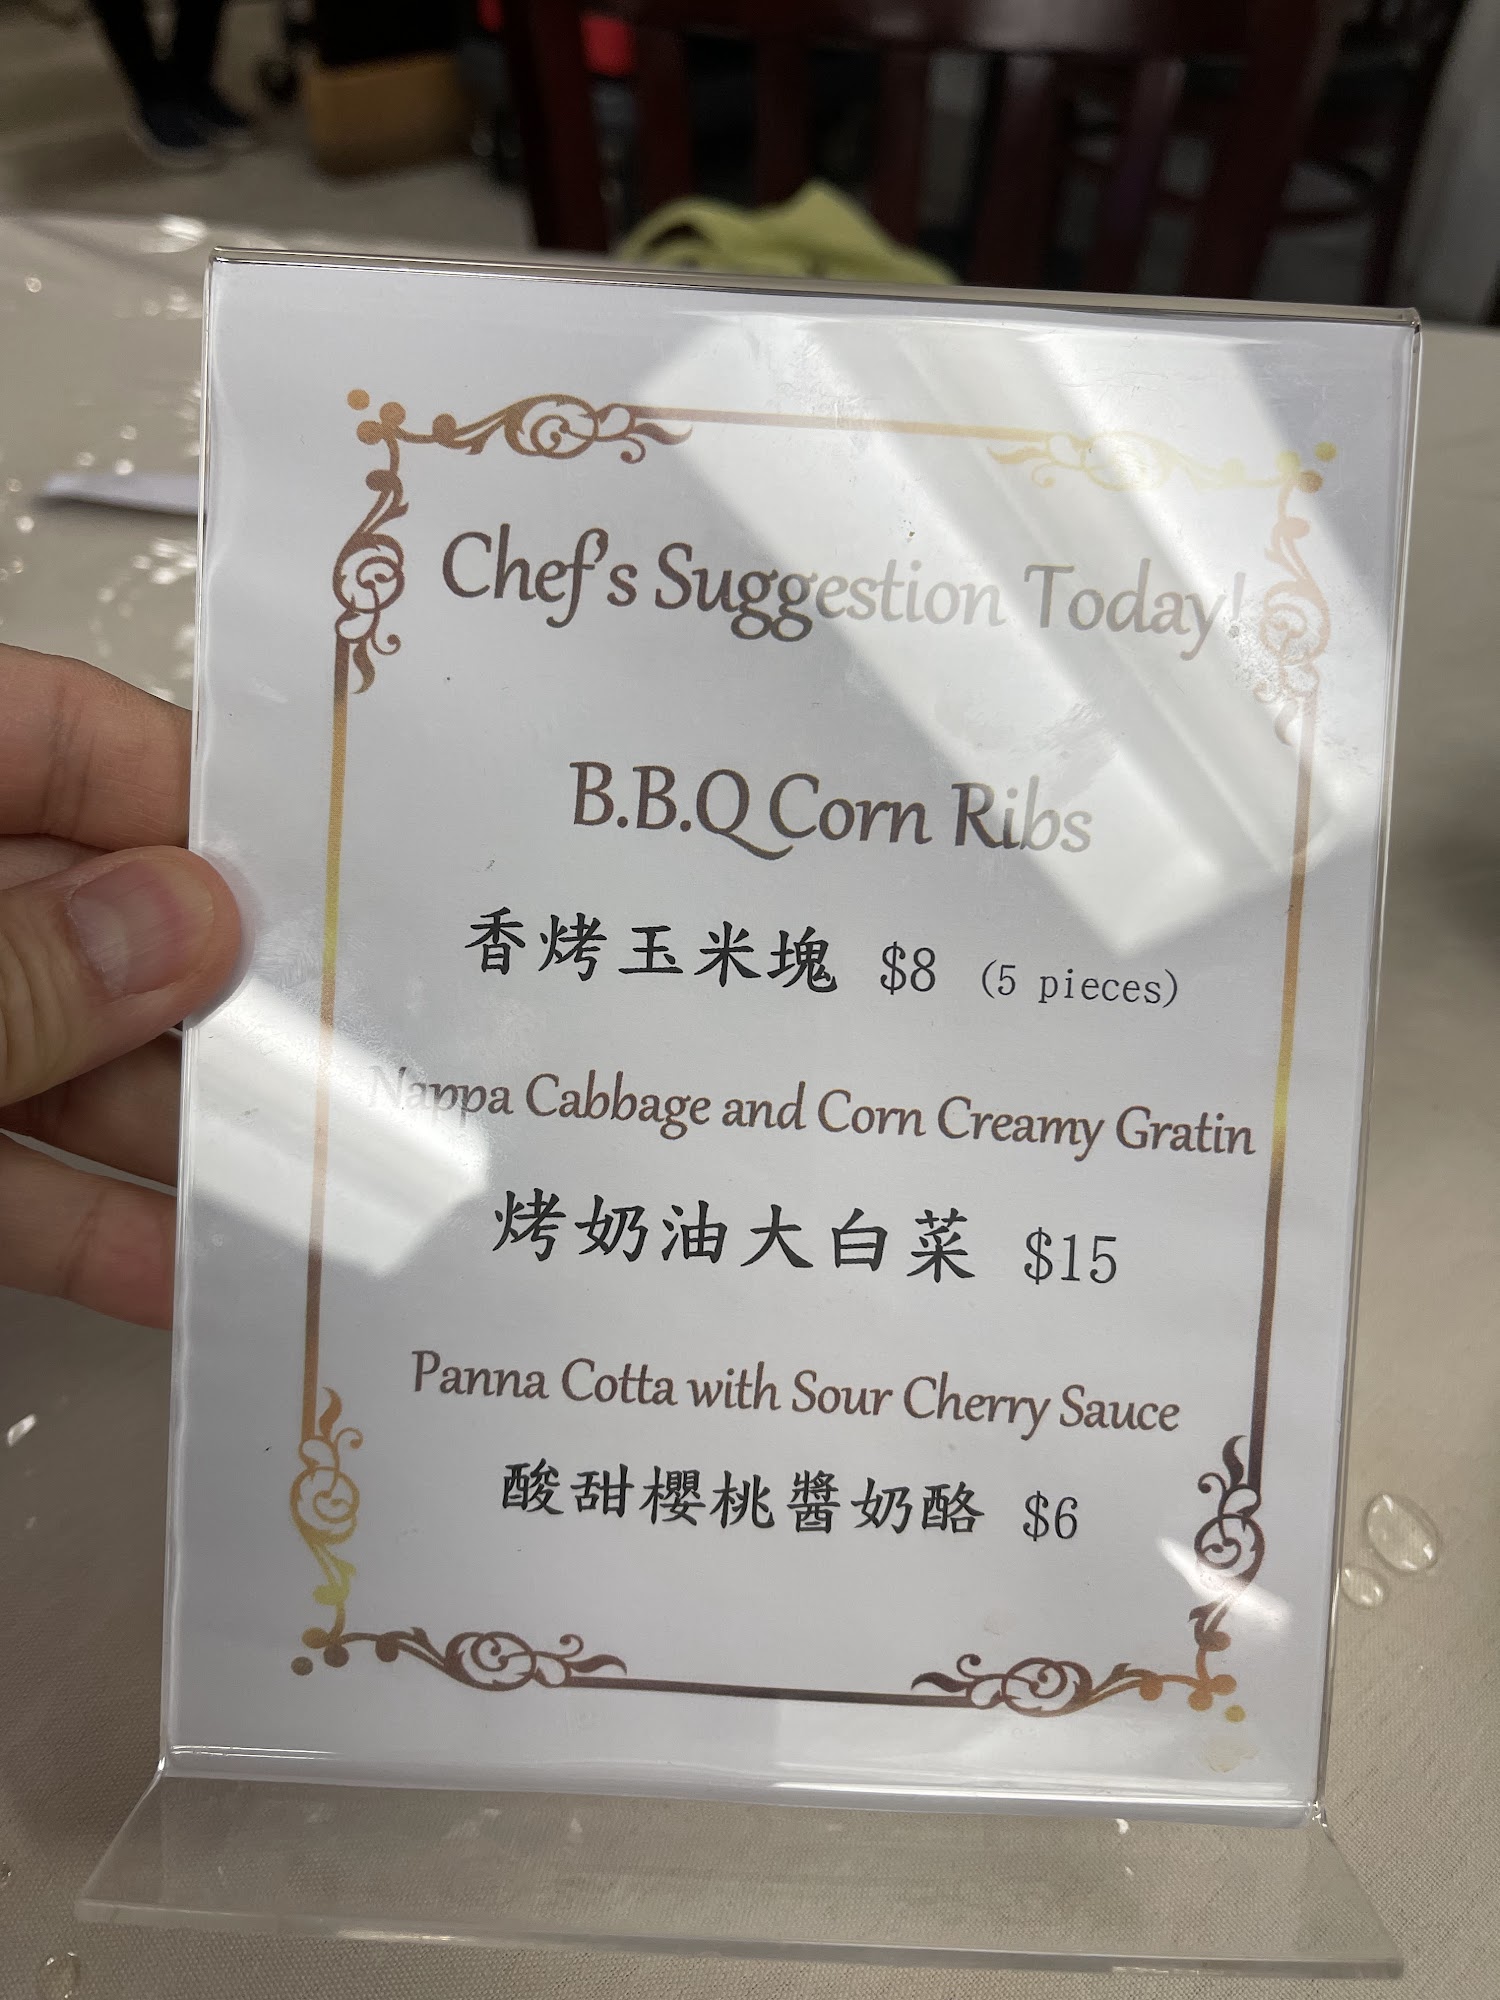 Chef's Suggestion Today!
B.B.Q Corn Ribs
香烤玉米塊 $8 (5 pieces)
Nappa Cabbage and Corn Creamy Gratin
烤奶油大白菜 $15
Panna Cotta with Sour Cherry Sauce
酸甜櫻桃醬奶酪 $6